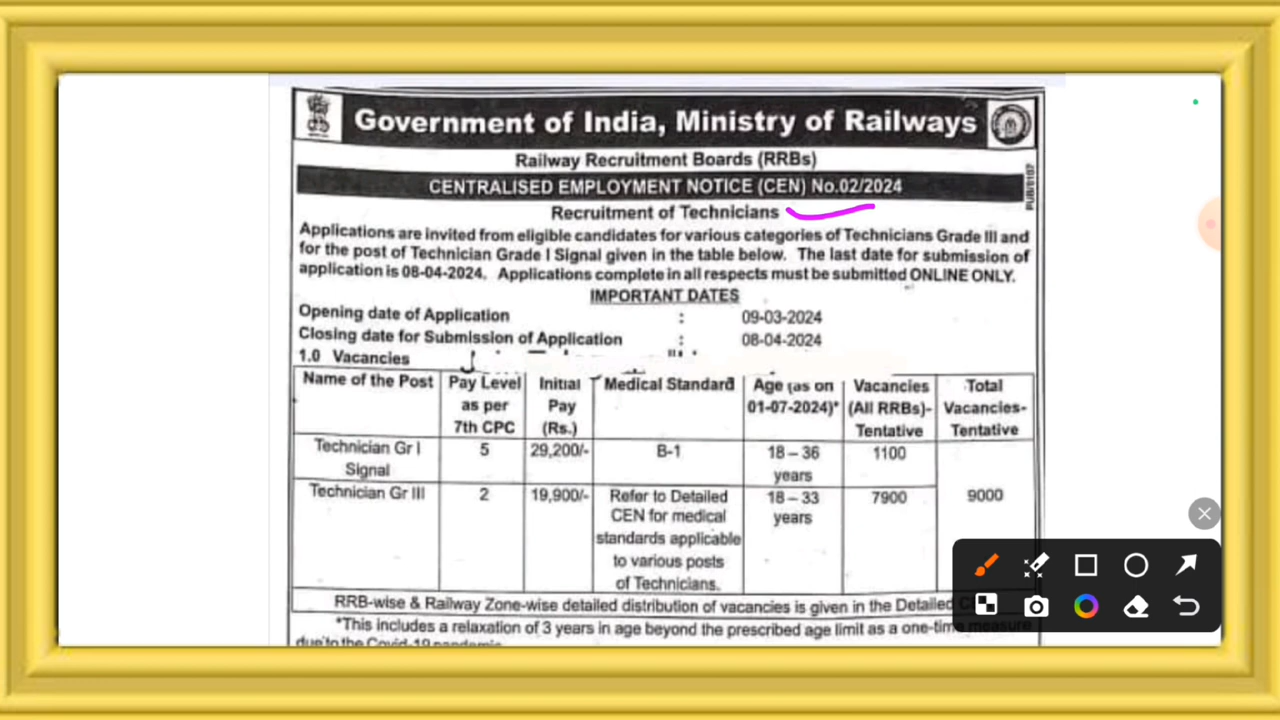 Government of India, Ministry of Railways
Railway Recruitment Boards (RRBs)
CENTRALISED EMPLOYMENT NOTICE (CEN) No.02/2024
PUB/0107
Recruitment of Technicians
Applications are invited from eligible candidates for various categories of Technicians Grade III and
for the post of Technician Grade I Signal given in the table below. The last date for submission of
application is 08-04-2024. Applications complete in all respects must be submitted ONLINE ONLY.
IMPORTANT DATES
Opening date of Application : 09-03-2024
Closing date for Submission of Application : 08-04-2024
1.0 Vacancies
Name of the Post Pay Level Initial Medical Standard Age (as on Vacancies Total
as per Pay 01-07-2024)* (All RRBs)- Vacancies-
7th CPC (Rs.) Tentative Tentative
Technician Gr I 5 29,200/- B-1 18 – 36 1100
Signal years
Technician Gr III 2 19,900/- Refer to Detailed 18 – 33 7900 9000
CEN for medical years
standards applicable
to various posts
of Technicians.
RRB-wise & Railway Zone-wise detailed distribution of vacancies is given in the Detailed
*This includes a relaxation of 3 years in age beyond the prescribed age limit as a one-time measure
due to the Covid-19 pandemic